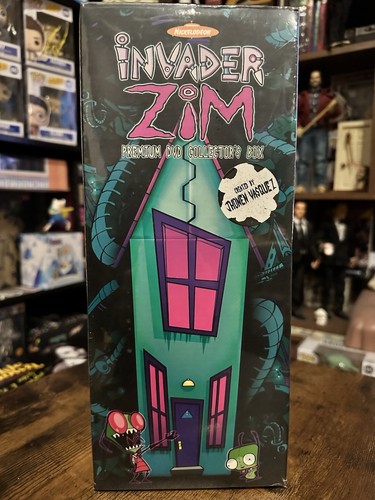 NICKELODEON
INVADER
ZiM
PREMIUM DVD COLLECTOR'S BOX
CREATED BY
JHONEN VASQUEZ